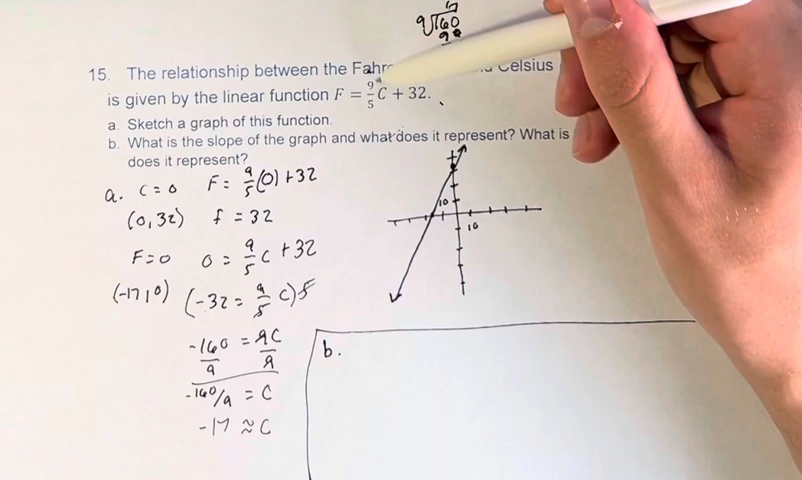 9√160
15. The relationship between the Fahr Celsius
is given by the linear function F = 9/5 C + 32.
a. Sketch a graph of this function.
b. What is the slope of the graph and what does it represent? What is
does it represent?
a. C = 0 F = 9/5(0) + 32
(0,32) f = 32
F=0 0 = 9/5 C + 32
(-17,0) (-32 = 9/5 C)5
-160/9 = 9C/9
-160/9 = C
-17 ≈ C
10
10
b.